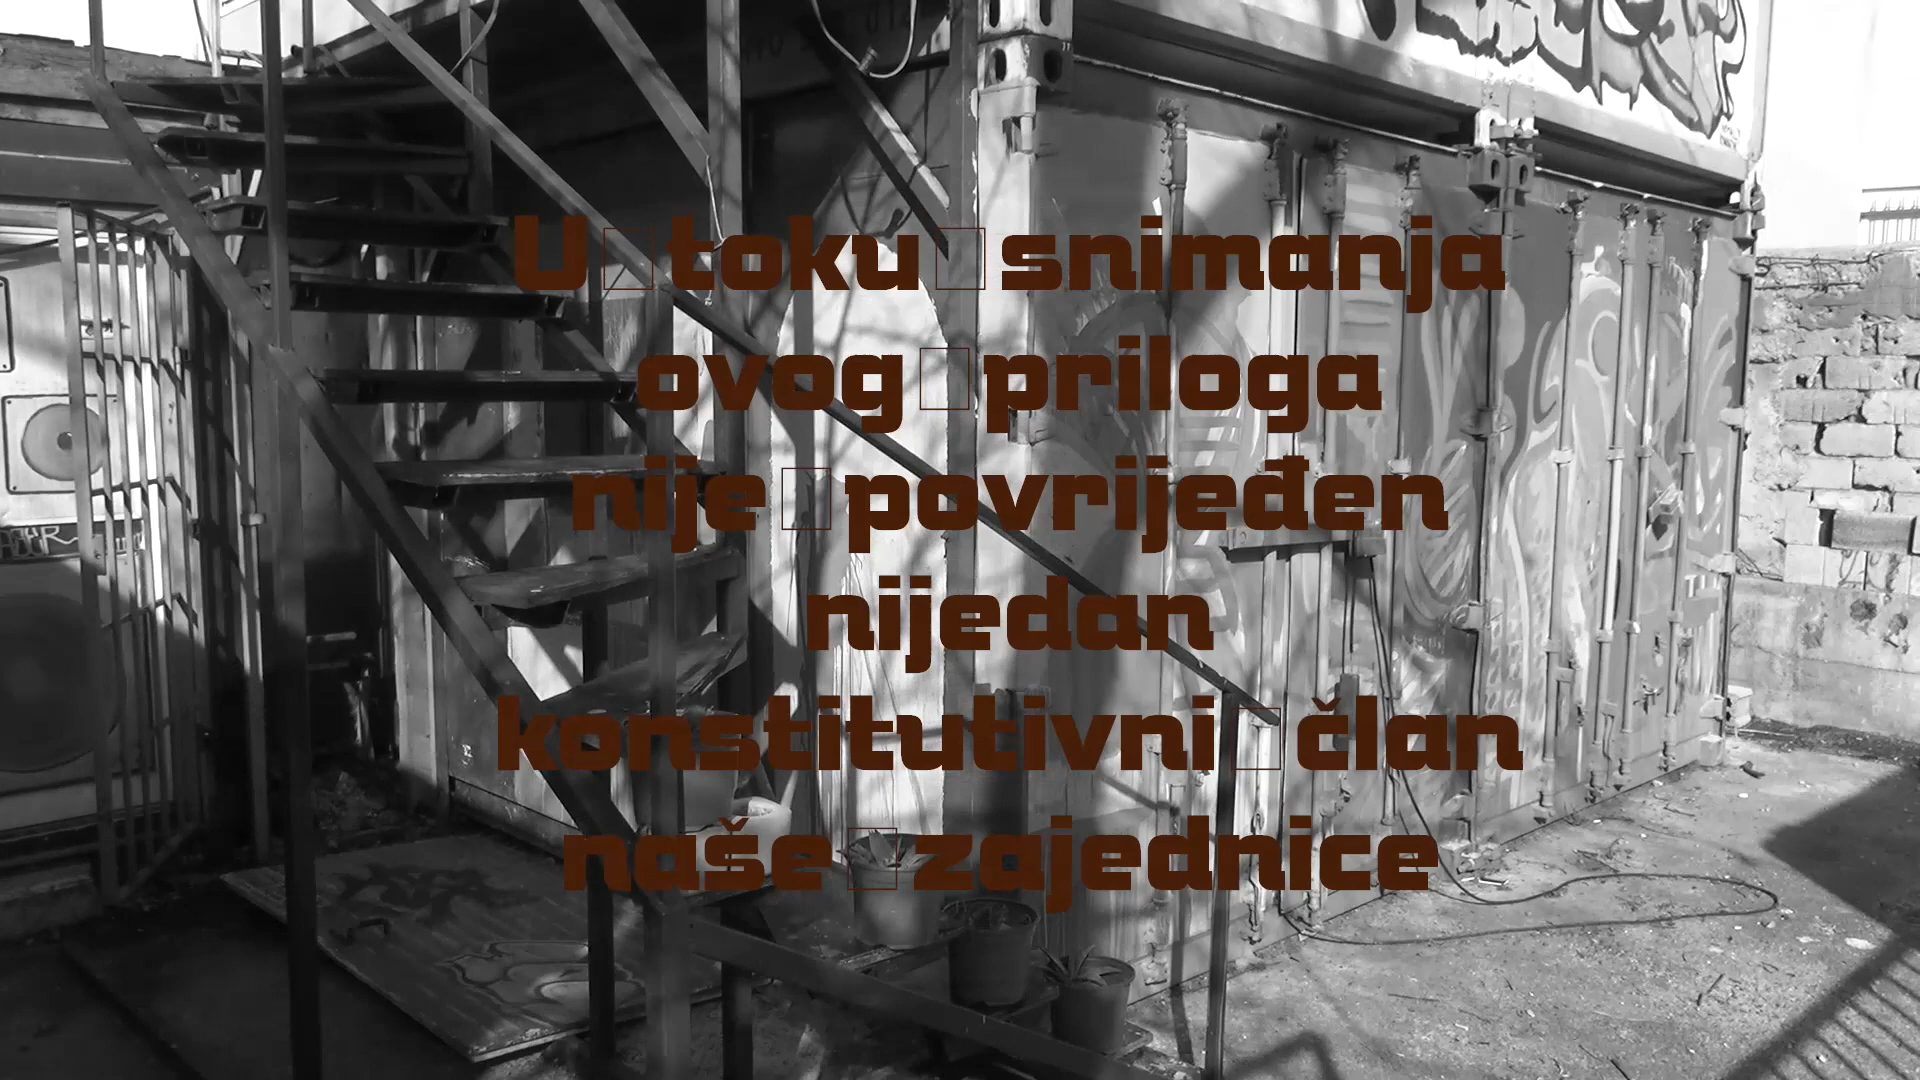 U toku snimanja
ovog priloga
nije povrijeđen
nijedan
konstitutivni član
naše zajednice